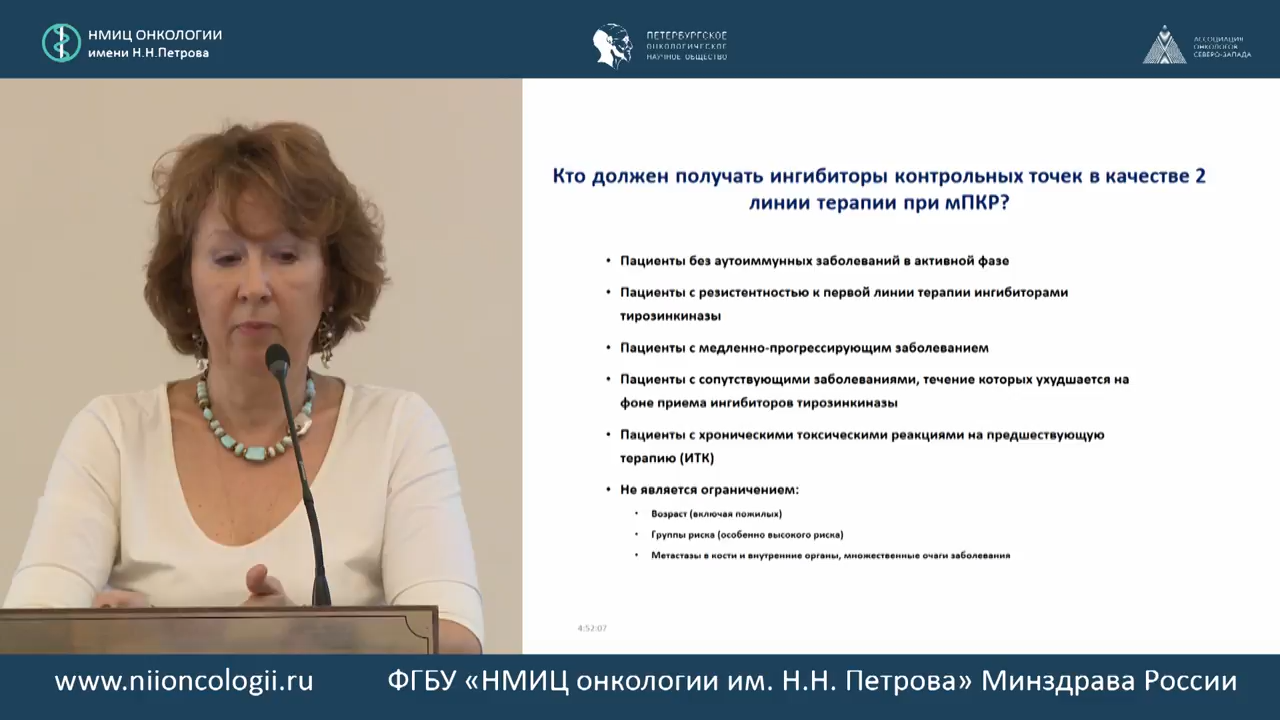 НМИЦ ОНКОЛОГИИ
имени Н.Н.Петрова
ПЕТЕРБУРГСКОЕ
ОНКОЛОГИЧЕСКОЕ
НАУЧНОЕ ОБЩЕСТВО
АССОЦИАЦИЯ
ОНКОЛОГОВ
СЕВЕРО-ЗАПАДА
Кто должен получать ингибиторы контрольных точек в качестве 2
линии терапии при мПКР?
• Пациенты без аутоиммунных заболеваний в активной фазе
• Пациенты с резистентностью к первой линии терапии ингибиторами
тирозинкиназы
• Пациенты с медленно-прогрессирующим заболеванием
• Пациенты с сопутствующими заболеваниями, течение которых ухудшается на
фоне приема ингибиторов тирозинкиназы
• Пациенты с хроническими токсическими реакциями на предшествующую
терапию (ИТК)
• Не является ограничением:
• Возраст (включая пожилых)
• Группы риска (особенно высокого риска)
• Метастазы в кости и внутренние органы, множественные очаги заболевания
4:52:07
www.niioncologii.ru
ФГБУ «НМИЦ онкологии им. Н.Н. Петрова» Минздрава России